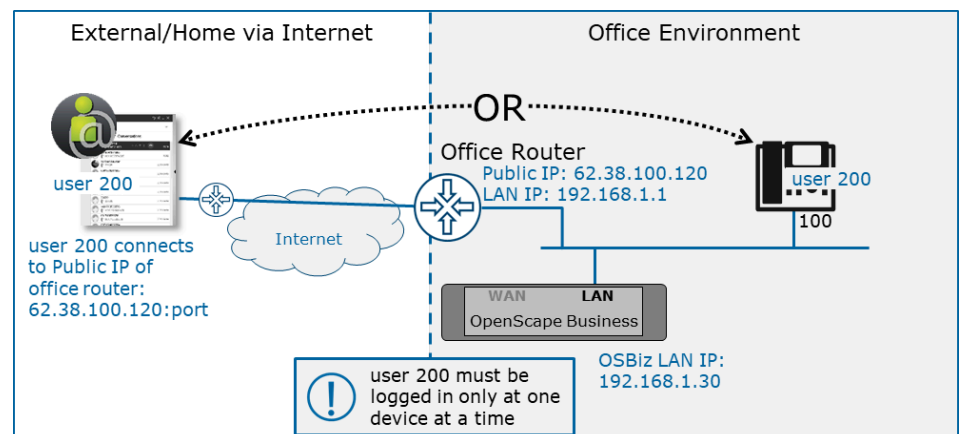 External/Home via Internet
Office Environment
OR
@
user 200
Office Router
Public IP: 62.38.100.120
LAN IP: 192.168.1.1
user 200
100
Internet
user 200 connects
to Public IP of
office router:
62.38.100.120:port
WAN LAN
OpenScape Business
OSBiz LAN IP:
192.168.1.30
user 200 must be
logged in only at one
device at a time